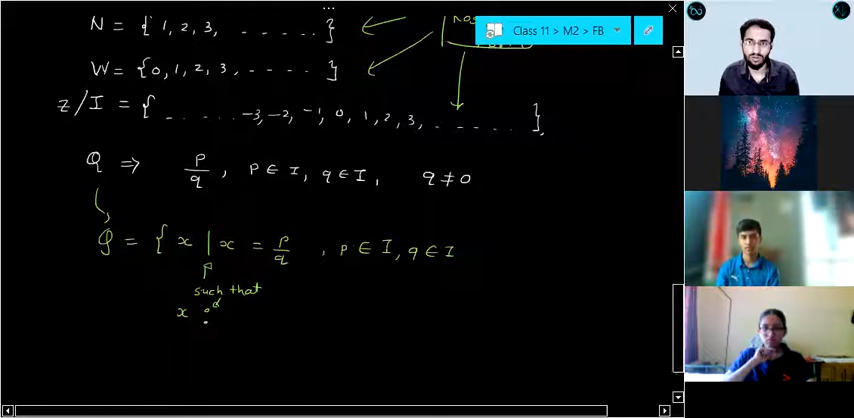 N = { 1, 2, 3, ...... }
Class 11 > M2 > FB
W = {0, 1, 2, 3, ...... }
Z/I = { ...... -3, -2, -1, 0, 1, 2, 3, ...... }
Q ⇒ p/q, p ∈ I, q ∈ I, q ≠ 0
Q = { x | x = p/q, p ∈ I, q ∈ I
such that
x :